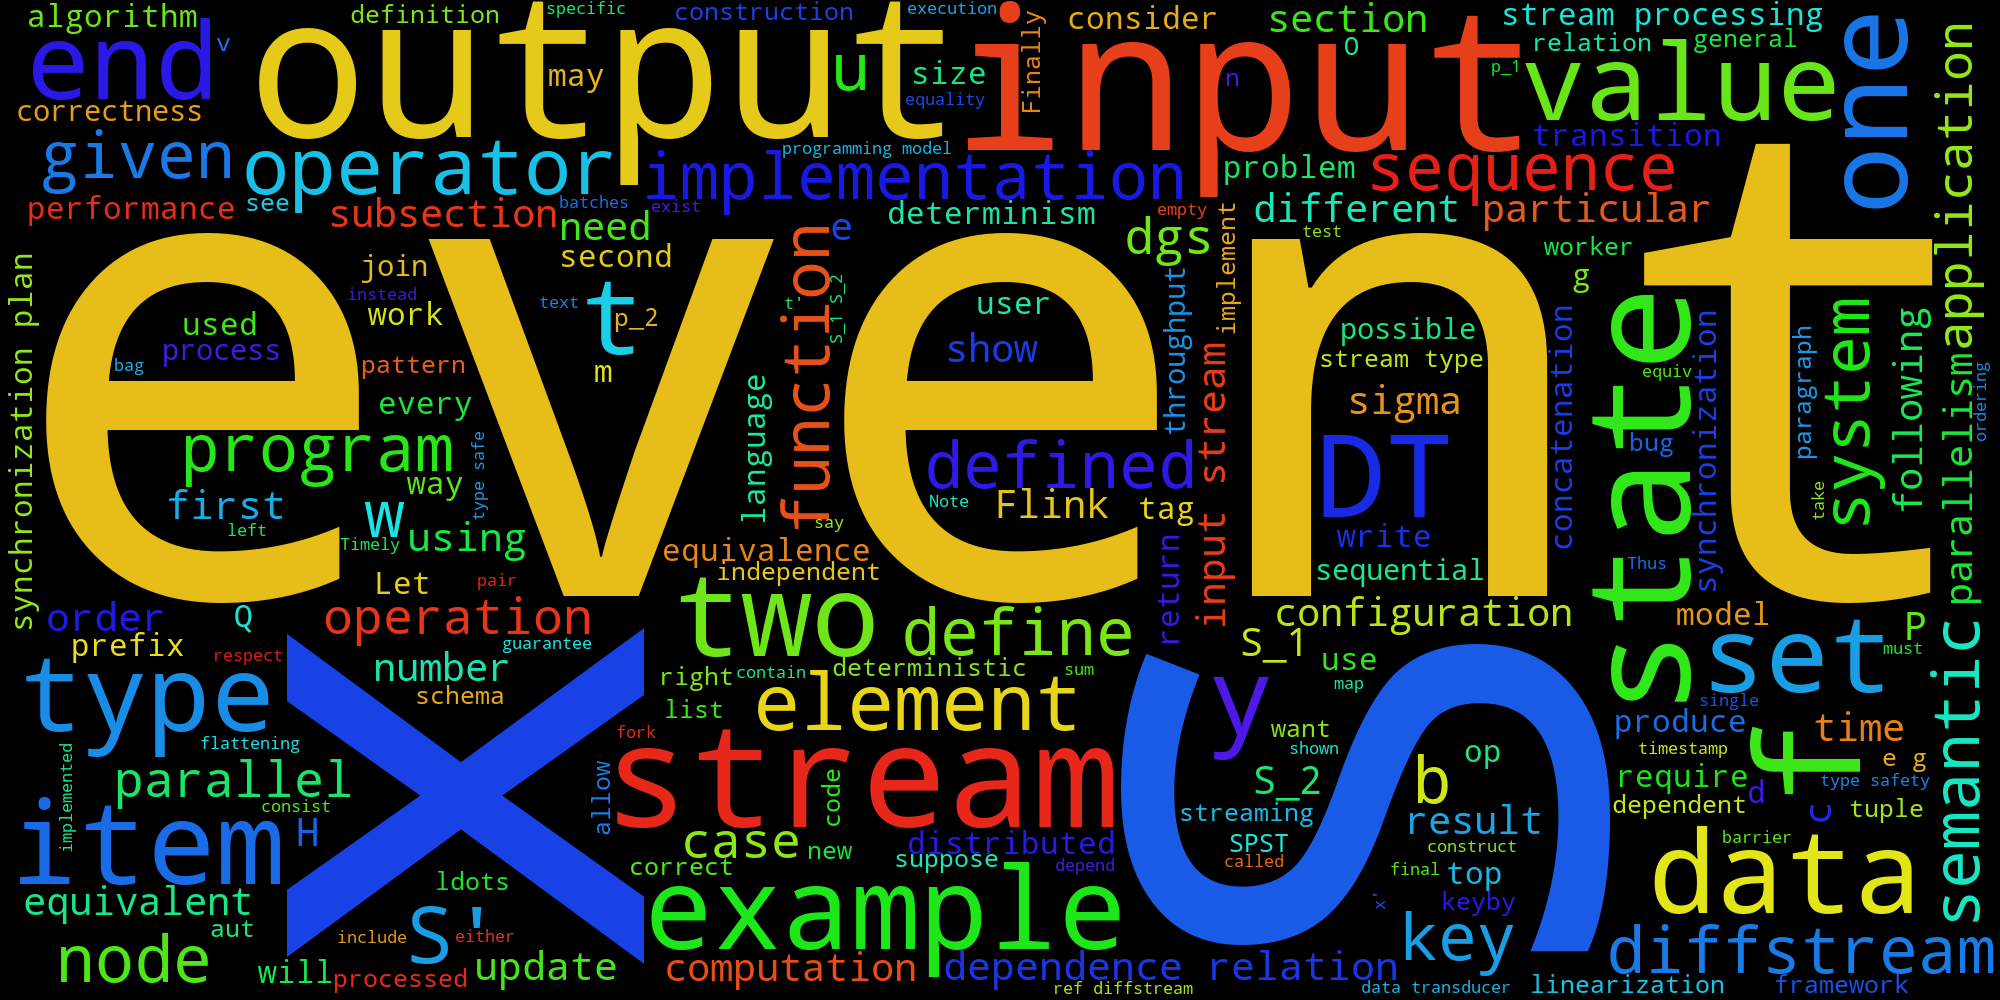 algorithm
definition
specific
construction
execution
consider
section
stream processing
end
v
output
may
u
size
equality
Finally
input
n
O
p_1
relation
general
value
one
application
correctness
given
operator
programming model
implementation
problem
sequence
transition
performance
see
subsection
batches
exist
need
second
e
determinism
dgs
empty
implement
different
test
particular
worker
g
event
synchronization plan
join
instead
work
text
t
p_2
m
t'
S_1 S_2
function
user
show
throughput
possible
stream type
sigma
concatenation
state
equiv
bug
synchronization
paragraph
system
following
parallelism
ordering
used
process
bag
pattern
every
program
way
type safe
language
first
left
w
Timely
using
say
defined
Note
Flink
tag
DT
write
take
equivalence
independent
return
input stream
sequential
Thus
Let
pair
order
Q
operation
two
define
configuration
model
set
P
must
semantic
prefix
respect
guarantee
number
schema
right
contain
deterministic
sum
S_1
use
map
type
x
list
element
y
want
shown
single
produce
time
flattening
fork
stream
S
op
timestamp
f
e g
implemented
parallel
consist
allow
code
S_2
b
require
type safety
d
dependent
c
tuple
item
H
case
new
distributed
streaming
SPST
called
result
construct
barrier
correct
suppose
depend
final
top
data
ldots
equivalent
aut
S'
include
either
example
x'
keyby
key
node
will
processed
update
computation
dependence relation
ref diffstream
data transducer
diffstream
linearization
framework